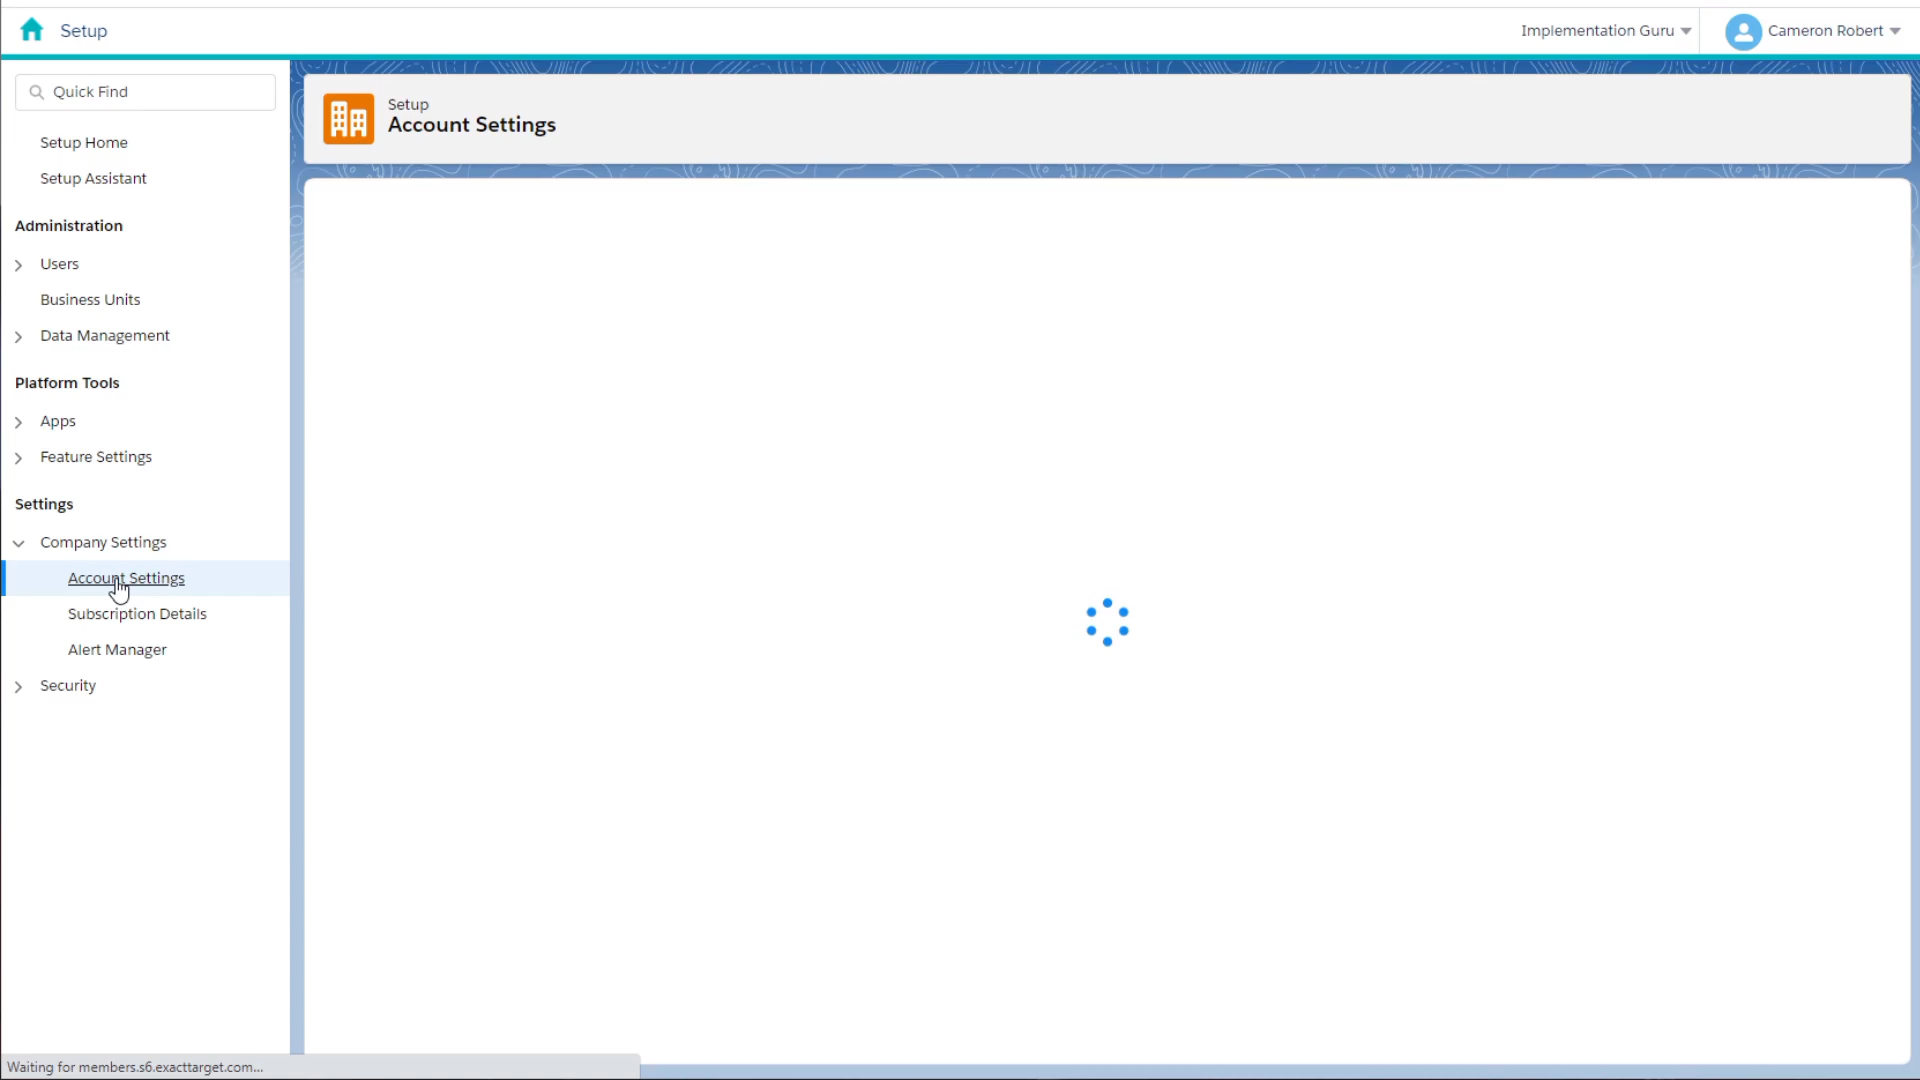 Setup
Implementation Guru
Cameron Robert
Quick Find
Setup Home
Setup Assistant
Administration
Users
Business Units
Data Management
Platform Tools
Apps
Feature Settings
Settings
Company Settings
Account Settings
Subscription Details
Alert Manager
Security
Setup
Account Settings
Waiting for members.s6.exacttarget.com...